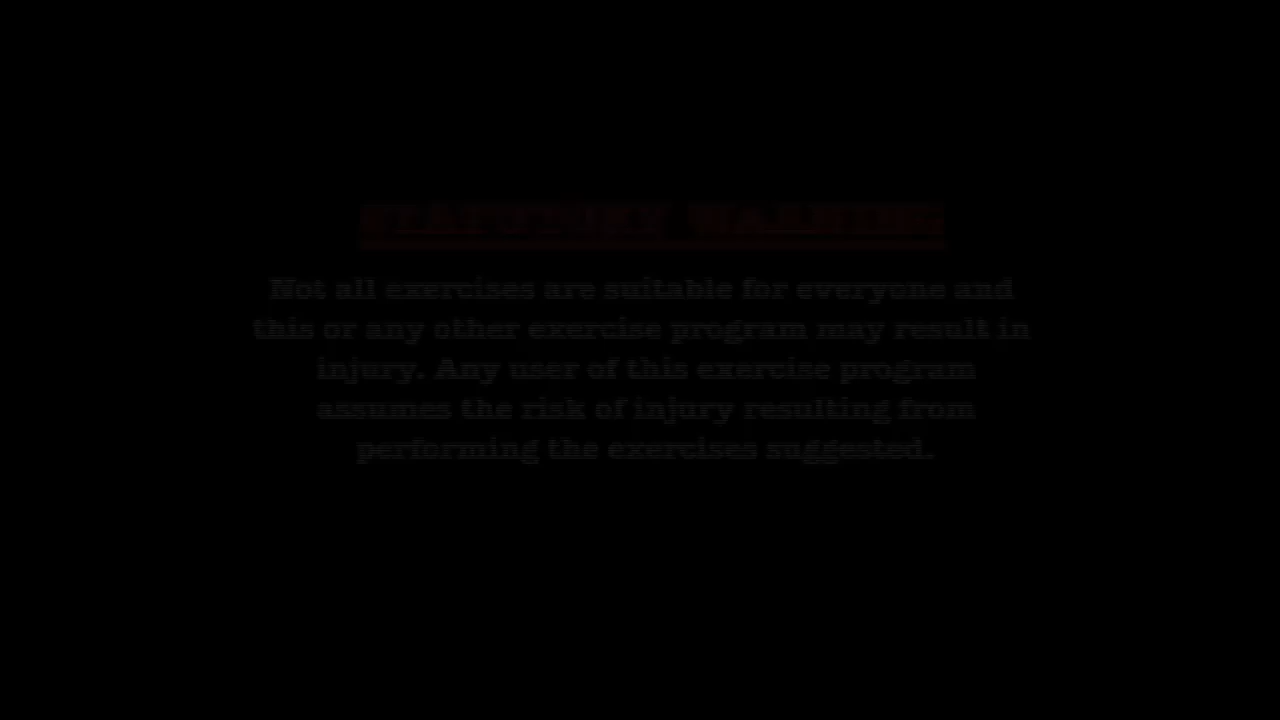 STATUTORY WARNING
Not all exercises are suitable for everyone and
this or any other exercise program may result in
injury. Any user of this exercise program
assumes the risk of injury resulting from
performing the exercises suggested.